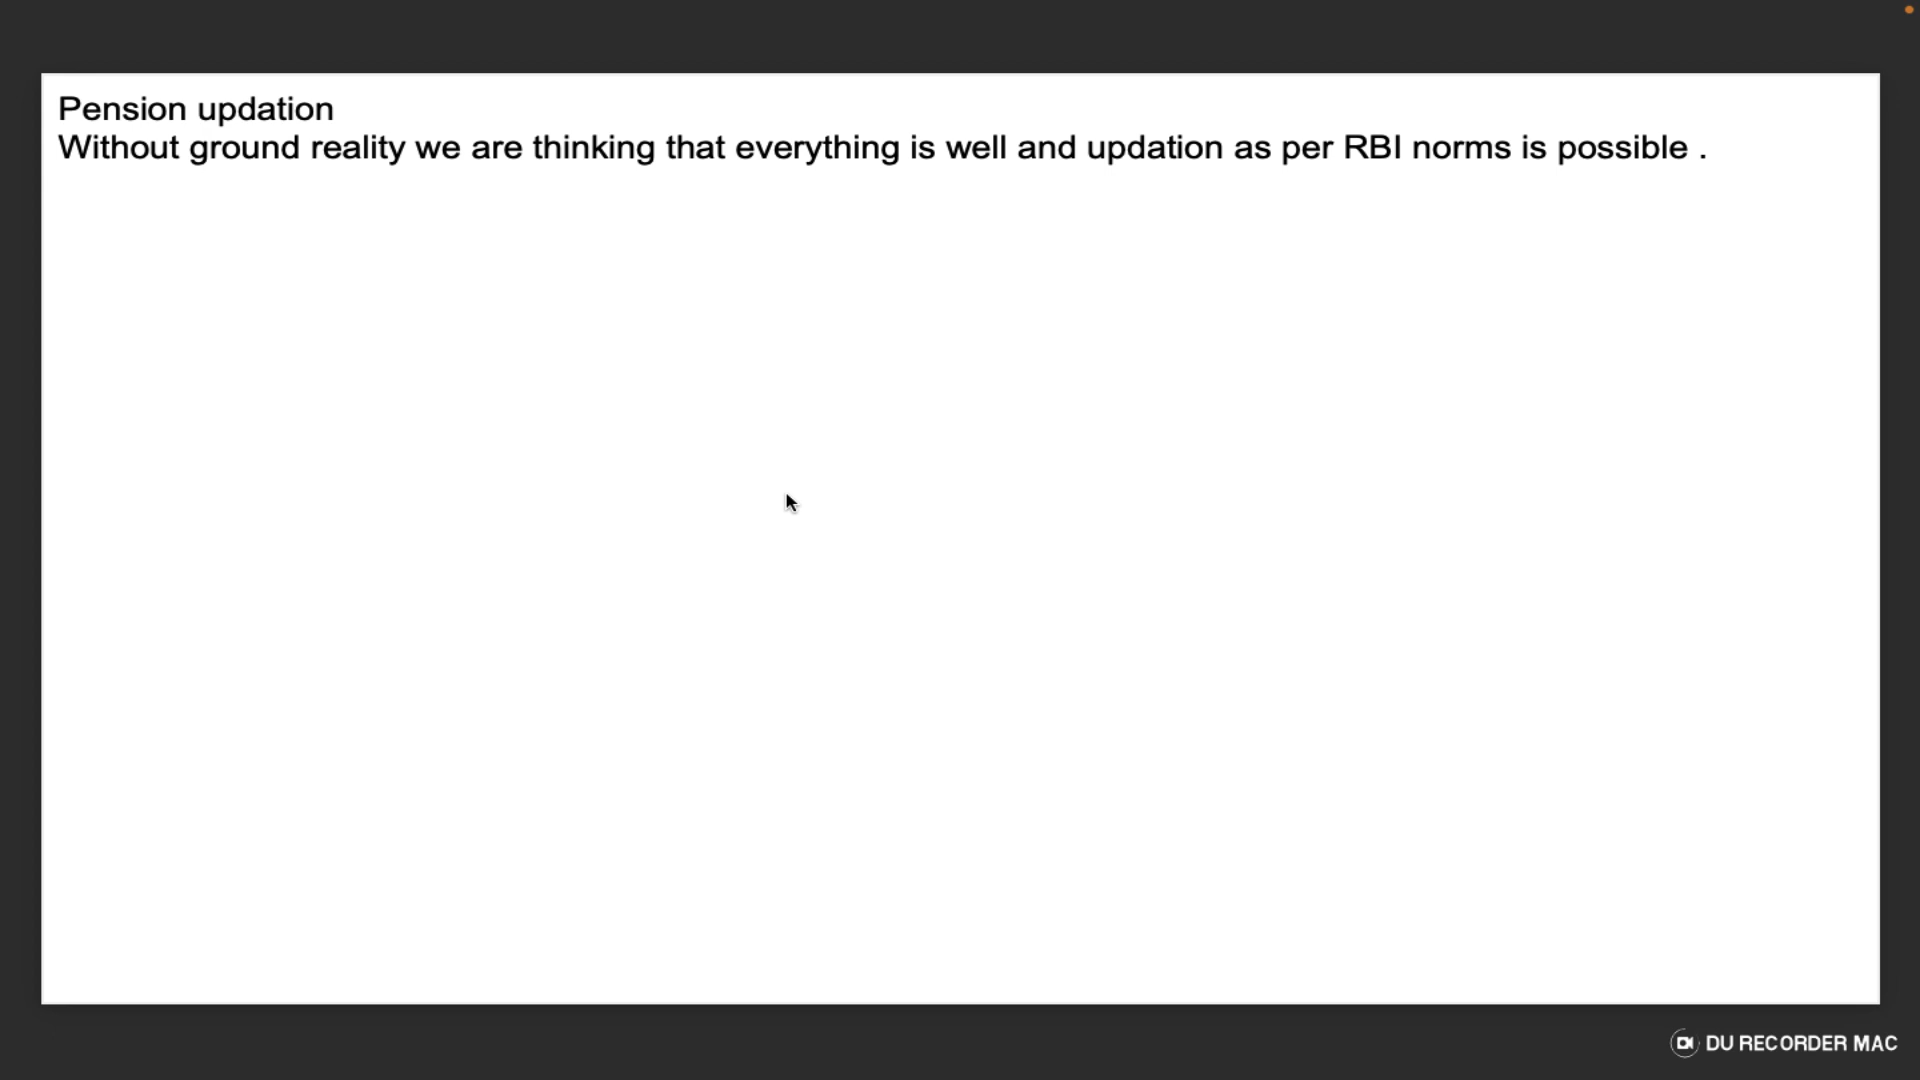 Pension updation
Without ground reality we are thinking that everything is well and updation as per RBI norms is possible .
DU RECORDER MAC